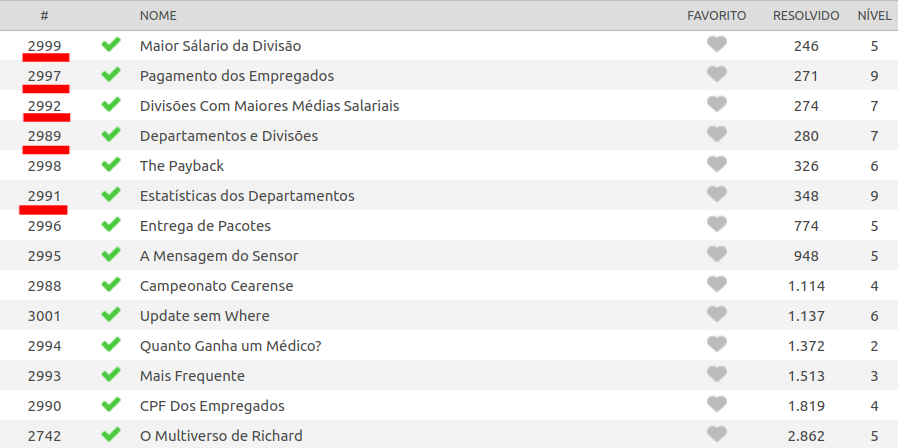 # NOME FAVORITO RESOLVIDO NÍVEL
2999 Maior Sálario da Divisão 246 5
2997 Pagamento dos Empregados 271 9
2992 Divisões Com Maiores Médias Salariais 274 7
2989 Departamentos e Divisões 280 7
2998 The Payback 326 6
2991 Estatísticas dos Departamentos 348 9
2996 Entrega de Pacotes 774 5
2995 A Mensagem do Sensor 948 5
2988 Campeonato Cearense 1.114 4
3001 Update sem Where 1.137 6
2994 Quanto Ganha um Médico? 1.372 2
2993 Mais Frequente 1.513 3
2990 CPF Dos Empregados 1.819 4
2742 O Multiverso de Richard 2.862 5